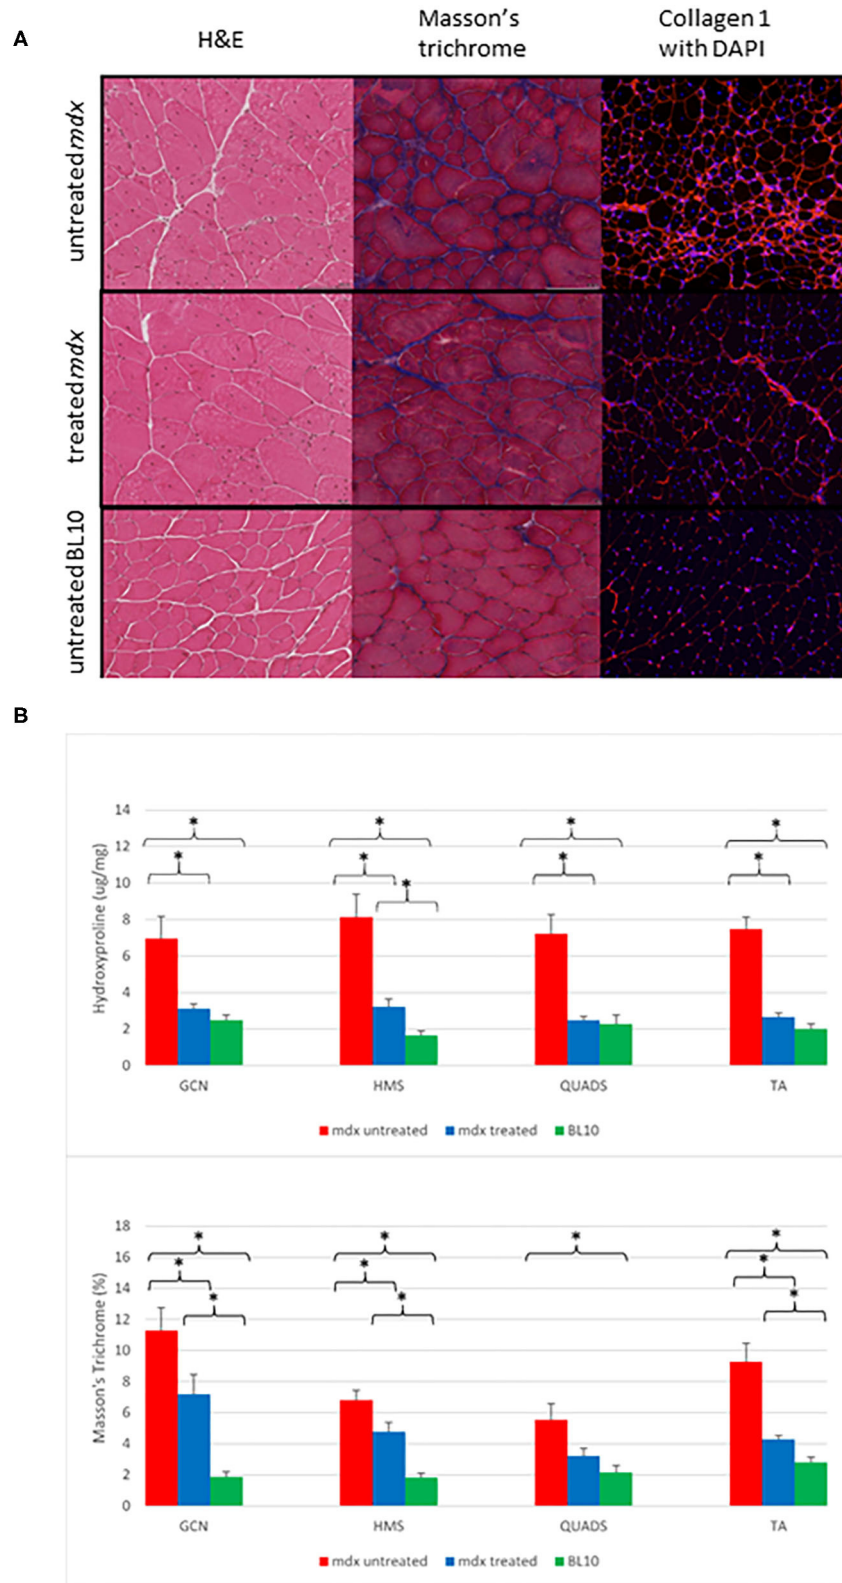 A
H&E
Masson's
trichrome
Collagen 1
with DAPI
untreated mdx
treated mdx
untreated BL10
B
Hydroxyproline (ug/mg)
14
12
10
8
6
4
2
0
* * * *
* * * *
*
GCN HMS QUADS TA
mdx untreated mdx treated BL10
Masson's Trichrome (%)
18
16
14
12
10
8
6
4
2
0
* * * *
* * *
* * *
GCN HMS QUADS TA
mdx untreated mdx treated BL10